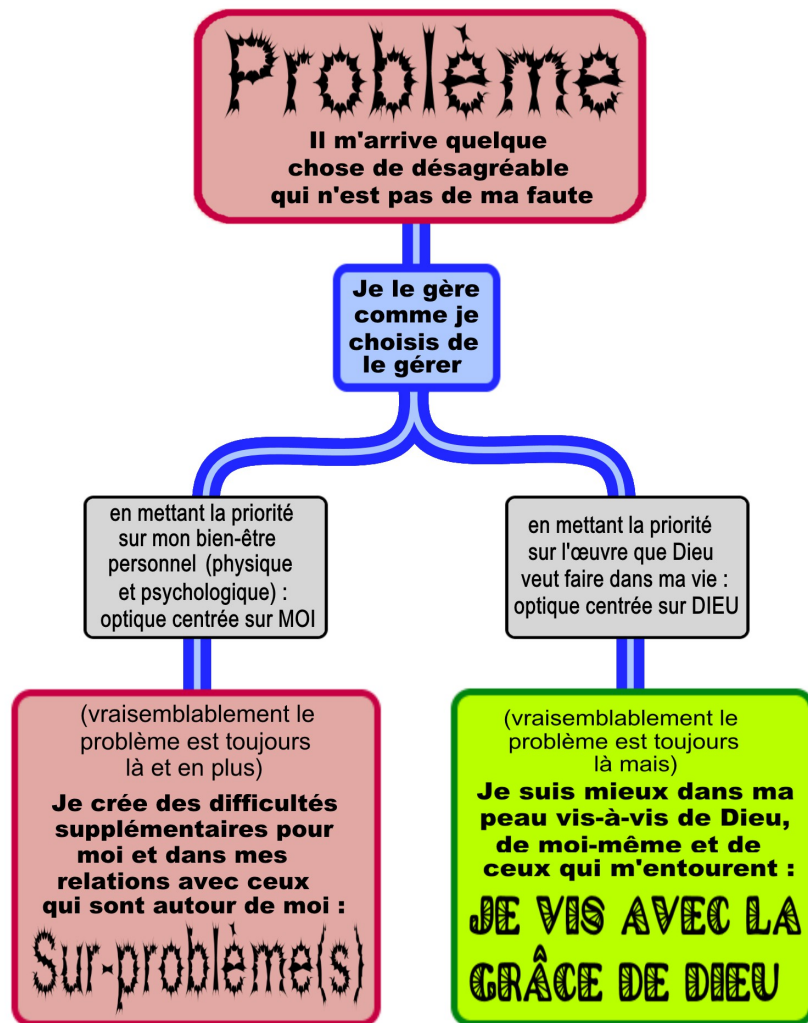 Problème
Il m'arrive quelque
chose de désagréable
qui n'est pas de ma faute
Je le gère
comme je
choisis de
le gérer
en mettant la priorité
sur mon bien-être
personnel (physique
et psychologique) :
optique centrée sur MOI
en mettant la priorité
sur l'œuvre que Dieu
veut faire dans ma vie :
optique centrée sur DIEU
(vraisemblablement le
problème est toujours
là et en plus)
Je crée des difficultés
supplémentaires pour
moi et dans mes
relations avec ceux
qui sont autour de moi :
Sur-problème(s)
(vraisemblablement le
problème est toujours
là mais)
Je suis mieux dans ma
peau vis-à-vis de Dieu,
de moi-même et de
ceux qui m'entourent :
JE VIS AVEC LA
GRÂCE DE DIEU